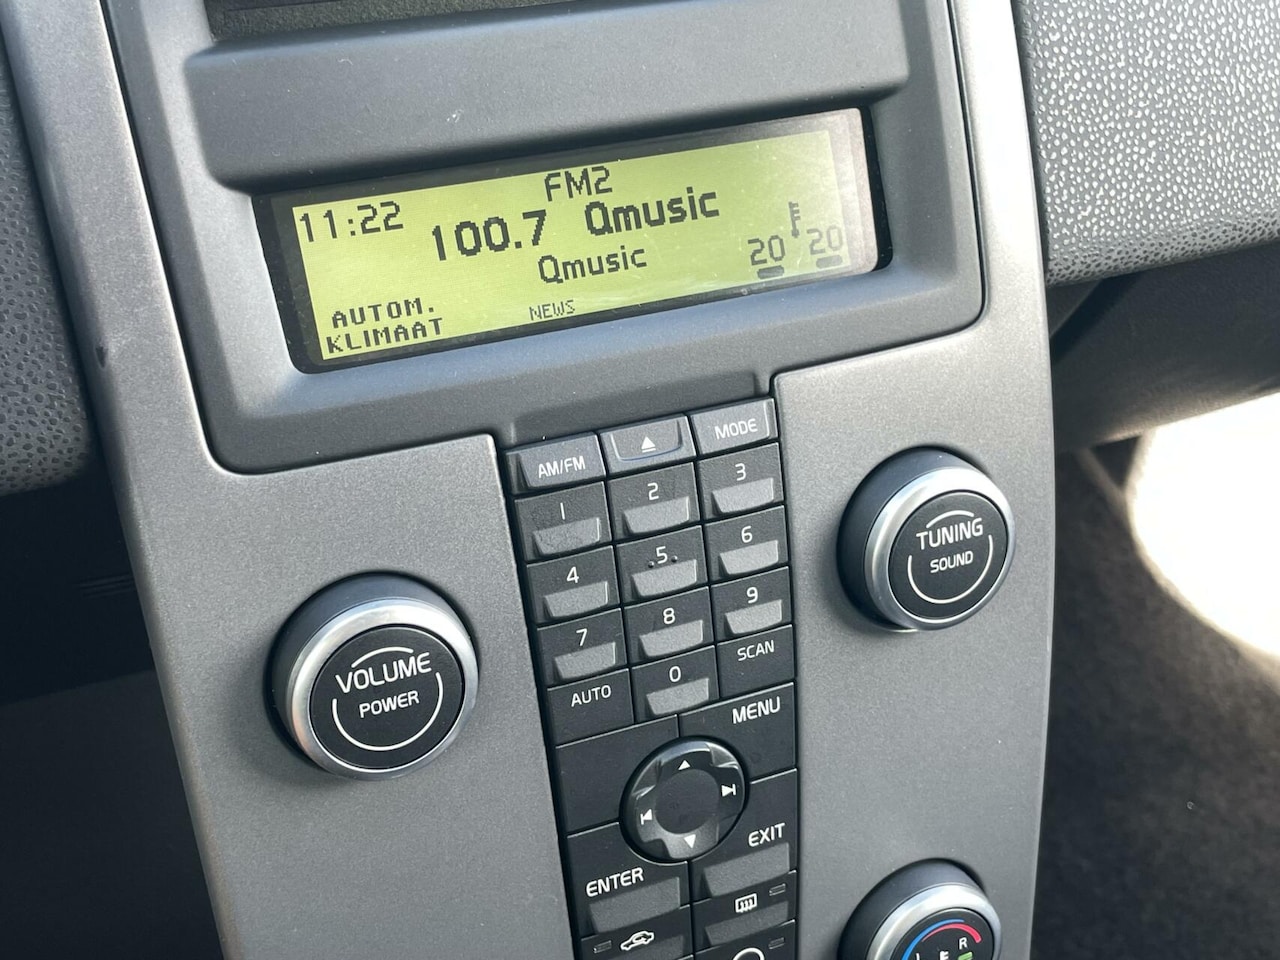 FM2
11:22
100.7 Qmusic
Qmusic
20 20
AUTOM.
KLIMAAT
NEWS
AM/FM
MODE
1 2 3
4 .5. 6
7 8 9
AUTO 0 SCAN
MENU
EXIT
ENTER
VOLUME
POWER
TUNING
SOUND
L R